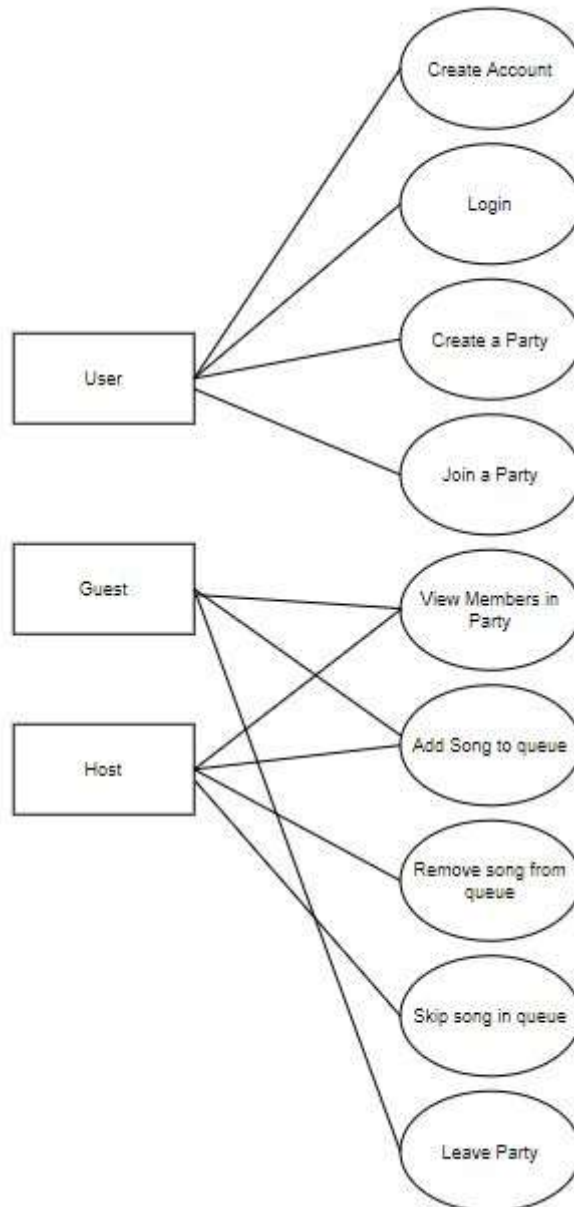 Create Account
Login
Create a Party
User
Join a Party
Guest
View Members in
Party
Host
Add Song to queue
Remove song from
queue
Skip song in queue
Leave Party